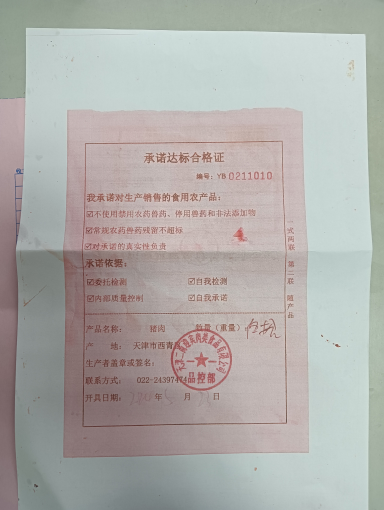 承诺达标合格证
编号: YB 0211010
我承诺对生产销售的食用农产品:
☑不使用禁用农药兽药、停用兽药和非法添加物
☑常规农药兽药残留不超标
☑对承诺的真实性负责
承诺依据:
☑委托检测 ☑自我检测
☑内部质量控制 ☑自我承诺
产品名称: 猪肉 数量(重量)
产 地: 天津市西青
生产者盖章或签名:
联系方式: 022-24397474
开具日期: 年 月 日
一式两联 第二联 随产品
品控部